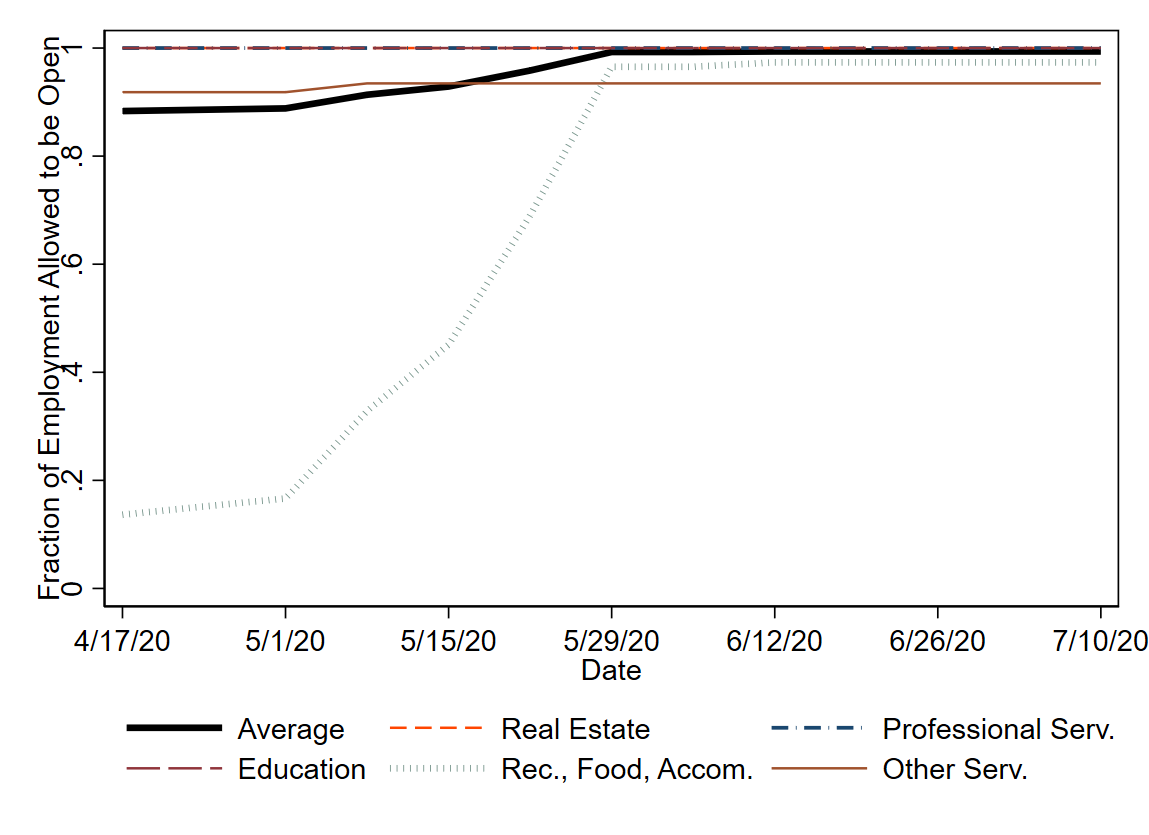 Fraction of Employment Allowed to be Open
1
.8
.6
.4
.2
0
4/17/20 5/1/20 5/15/20 5/29/20 6/12/20 6/26/20 7/10/20
Date
Average Real Estate Professional Serv.
Education Rec., Food, Accom. Other Serv.